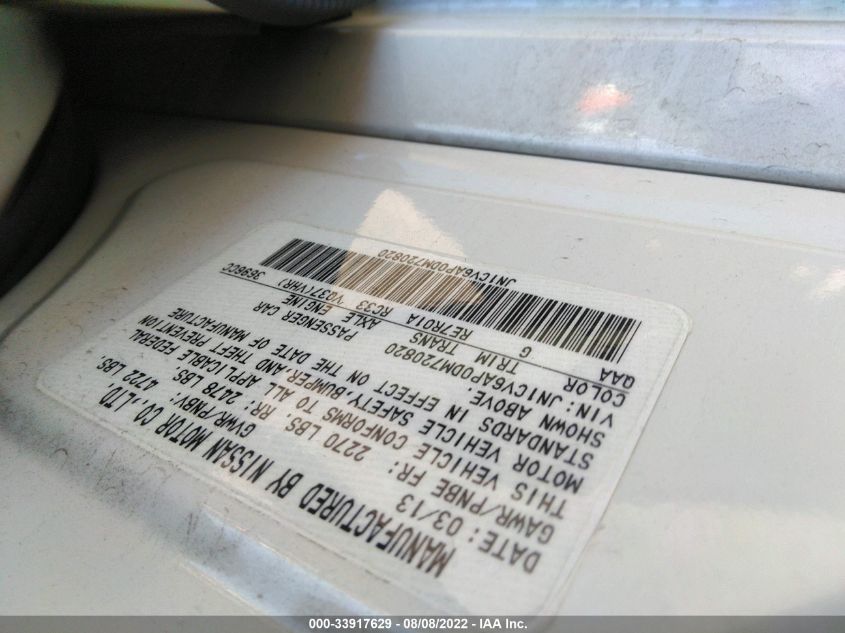 MANUFACTURED BY NISSAN MOTOR CO.,LTD.
DATE: 03/13 GVWR/PNBV: 4722 LBS.
GAWR/PNBE FR: 2270 LBS. RR: 2478 LBS.
THIS VEHICLE CONFORMS TO ALL APPLICABLE FEDERAL
MOTOR VEHICLE SAFETY,BUMPER,AND THEFT PREVENTION
STANDARDS IN EFFECT ON THE DATE OF MANUFACTURE
SHOWN ABOVE.
VIN: JN1CV6AP0DM720820 PASSENGER CAR
COLOR TRIM TRANS AXLE ENGINE
QAA G RE7R01A RC33 VQ37(VHR) 3696CC
JN1CV6AP0DM720820
000-33917629 - 08/08/2022 - IAA Inc.